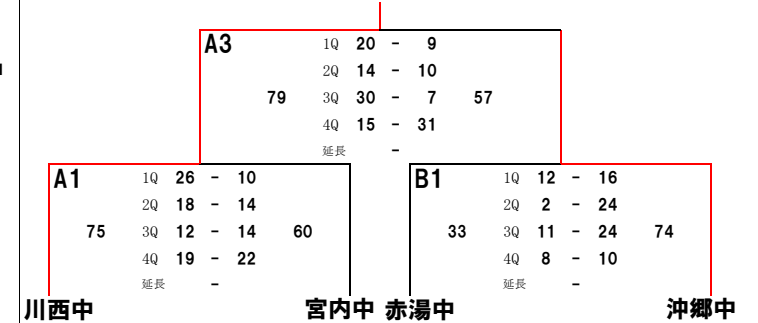 A3
1Q 20 - 9
2Q 14 - 10
79 3Q 30 - 7 57
4Q 15 - 31
延長 -
A1
1Q 26 - 10
2Q 18 - 14
75 3Q 12 - 14 60
4Q 19 - 22
延長 -
B1
1Q 12 - 16
2Q 2 - 24
33 3Q 11 - 24 74
4Q 8 - 10
延長 -
川西中 宮内中 赤湯中 沖郷中